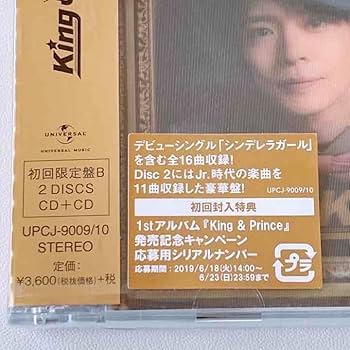 King &
UNIVERSAL
UNIVERSAL MUSIC
初回限定盤B
2 DISCS
CD+CD
UPCJ-9009/10
STEREO
定価:
¥3,600(税抜価格)+税
デビューシングル「シンデレラガール」
を含む全16曲収録!
Disc 2にはJr.時代の楽曲を
11曲収録した豪華盤!
UPCJ-9009/10
初回封入特典
1stアルバム『King & Prince』
発売記念キャンペーン
応募用シリアルナンバー
応募期間:2019/6/18(火)14:00~
6/23(日)23:59まで
プラ